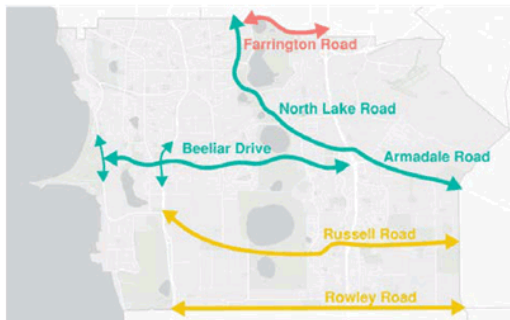 Farrington Road
North Lake Road
Beeliar Drive
Armadale Road
Russell Road
Rowley Road